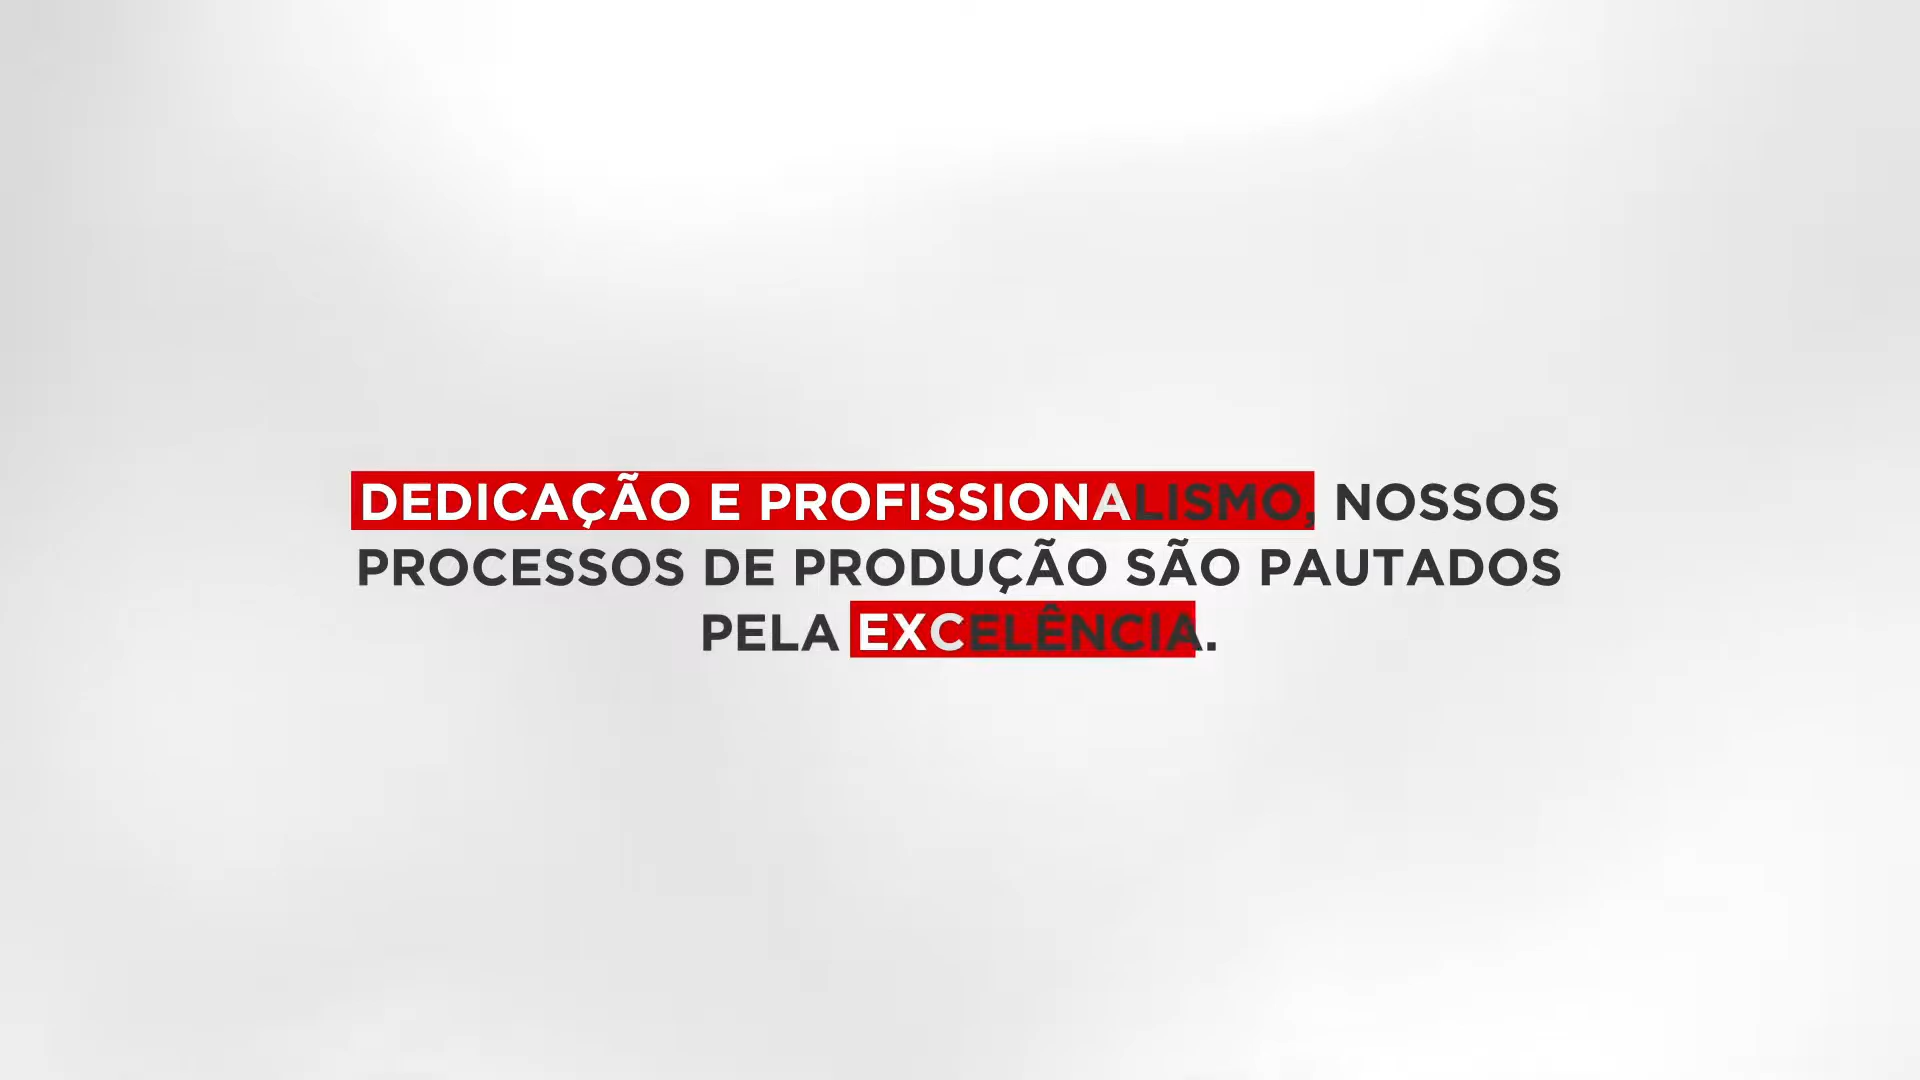 DEDICAÇÃO E PROFISSIONALISMO, NOSSOS
PROCESSOS DE PRODUÇÃO SÃO PAUTADOS
PELA EXCELÊNCIA.